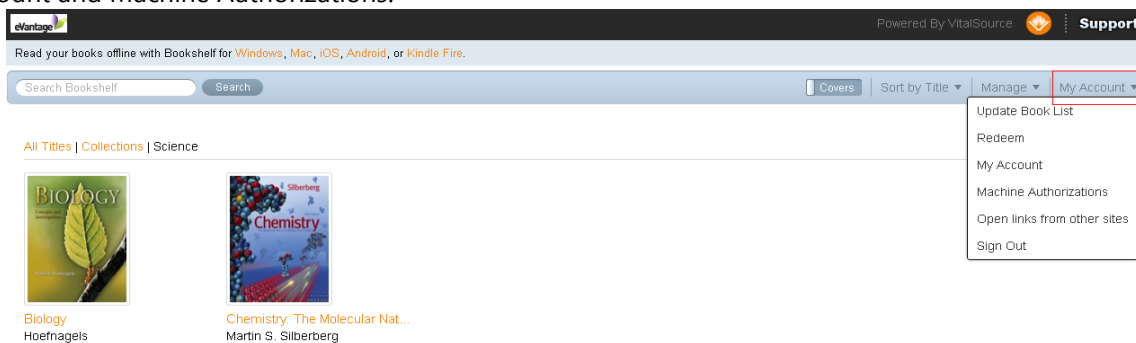 ount and Machine Authorizations.
eVantage
Powered By VitalSource Support
Read your books offline with Bookshelf for Windows, Mac, iOS, Android, or Kindle Fire.
Search Bookshelf Search Covers Sort by Title ▼ Manage ▼ My Account ▼
Update Book List
Redeem
My Account
Machine Authorizations
Open links from other sites
Sign Out
All Titles | Collections | Science
BIOLOGY
Silberberg
Chemistry
Biology
Hoefnagels
Chemistry: The Molecular Nat...
Martin S. Silberberg